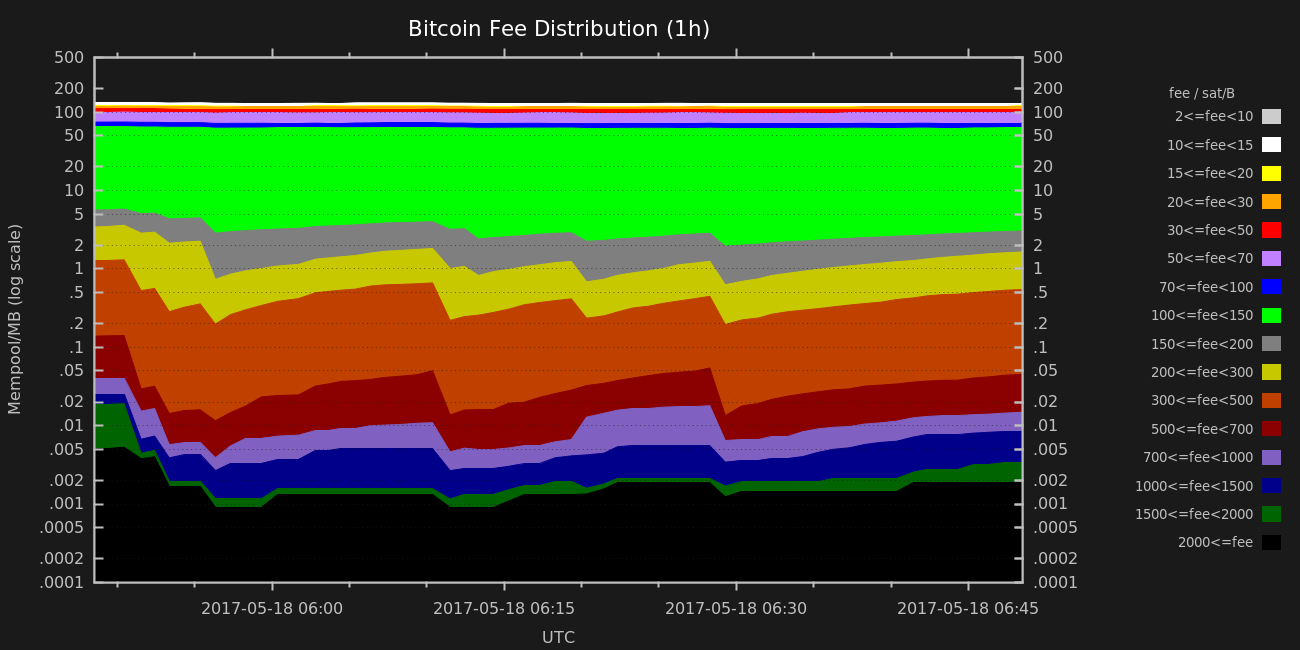 Bitcoin Fee Distribution (1h)
Mempool/MB (log scale)
500
200
100
50
20
10
5
2
1
.5
.2
.1
.05
.02
.01
.005
.002
.001
.0005
.0002
.0001
500
200
100
50
20
10
5
2
1
.5
.2
.1
.05
.02
.01
.005
.002
.001
.0005
.0002
.0001
2017-05-18 06:00
2017-05-18 06:15
2017-05-18 06:30
2017-05-18 06:45
UTC
fee / sat/B
2<=fee<10
10<=fee<15
15<=fee<20
20<=fee<30
30<=fee<50
50<=fee<70
70<=fee<100
100<=fee<150
150<=fee<200
200<=fee<300
300<=fee<500
500<=fee<700
700<=fee<1000
1000<=fee<1500
1500<=fee<2000
2000<=fee